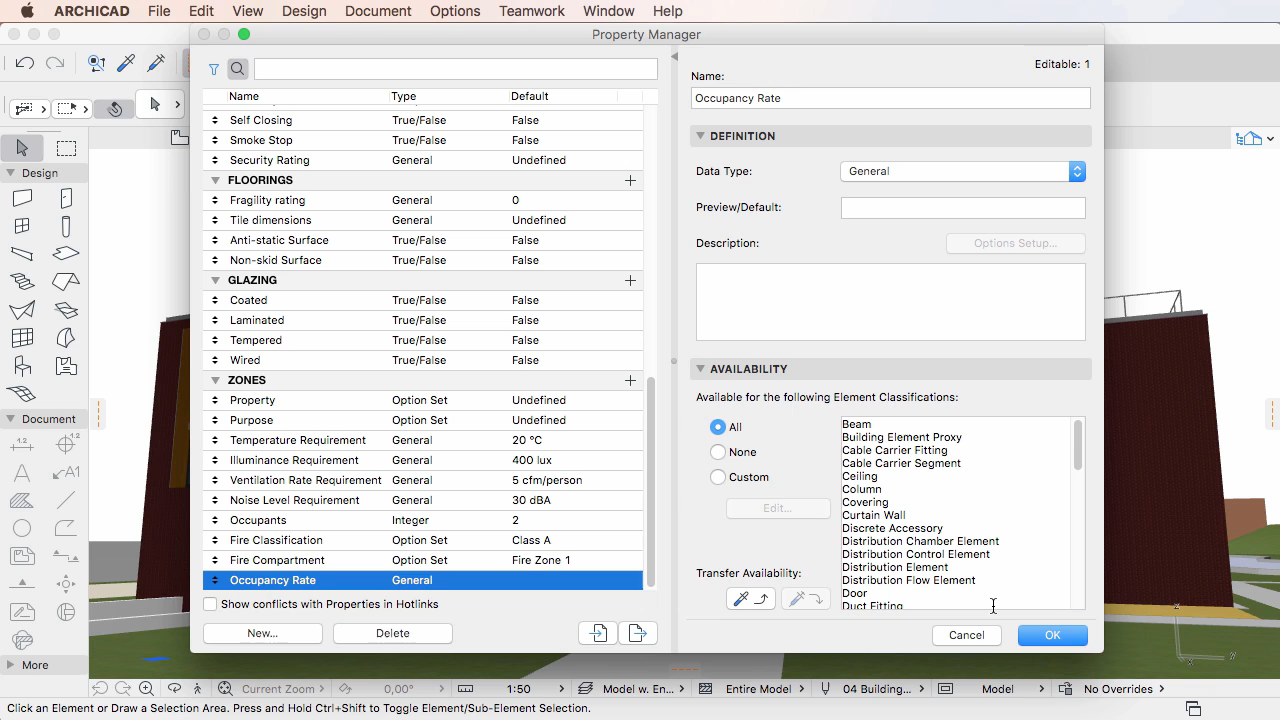 ARCHICAD File Edit View Design Document Options Teamwork Window Help
Property Manager
Editable: 1
Name:
Occupancy Rate
Name Type Default
Self Closing True/False False
Smoke Stop True/False False
Security Rating General Undefined
FLOORINGS
Fragility rating General 0
Tile dimensions General Undefined
Anti-static Surface True/False False
Non-skid Surface True/False False
GLAZING
Coated True/False False
Laminated True/False False
Tempered True/False False
Wired True/False False
ZONES
Property Option Set Undefined
Purpose Option Set Undefined
Temperature Requirement General 20 °C
Illuminance Requirement General 400 lux
Ventilation Rate Requirement General 5 cfm/person
Noise Level Requirement General 30 dBA
Occupants Integer 2
Fire Classification Option Set Class A
Fire Compartment Option Set Fire Zone 1
Occupancy Rate General
Show conflicts with Properties in Hotlinks
New... Delete
DEFINITION
Data Type: General
Preview/Default:
Description: Options Setup...
AVAILABILITY
Available for the following Element Classifications:
All
None
Custom
Edit...
Beam
Building Element Proxy
Cable Carrier Fitting
Cable Carrier Segment
Ceiling
Column
Covering
Curtain Wall
Discrete Accessory
Distribution Chamber Element
Distribution Control Element
Distribution Element
Distribution Flow Element
Door
Duct Fitting
Transfer Availability:
Cancel OK
Design
Document
1.2 1.2
A A1
More
z
x y
Current Zoom 0,00° 1:50 Model w. En... Entire Model 04 Building... Model No Overrides
Click an Element or Draw a Selection Area. Press and Hold Ctrl+Shift to Toggle Element/Sub-Element Selection.